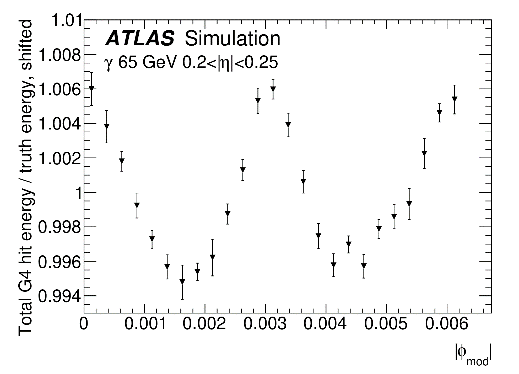 1.01
ATLAS Simulation
γ 65 GeV 0.2<|η|<0.25
Total G4 hit energy / truth energy, shifted
1.008
1.006
1.004
1.002
1
0.998
0.996
0.994
0 0.001 0.002 0.003 0.004 0.005 0.006
|ϕmod|